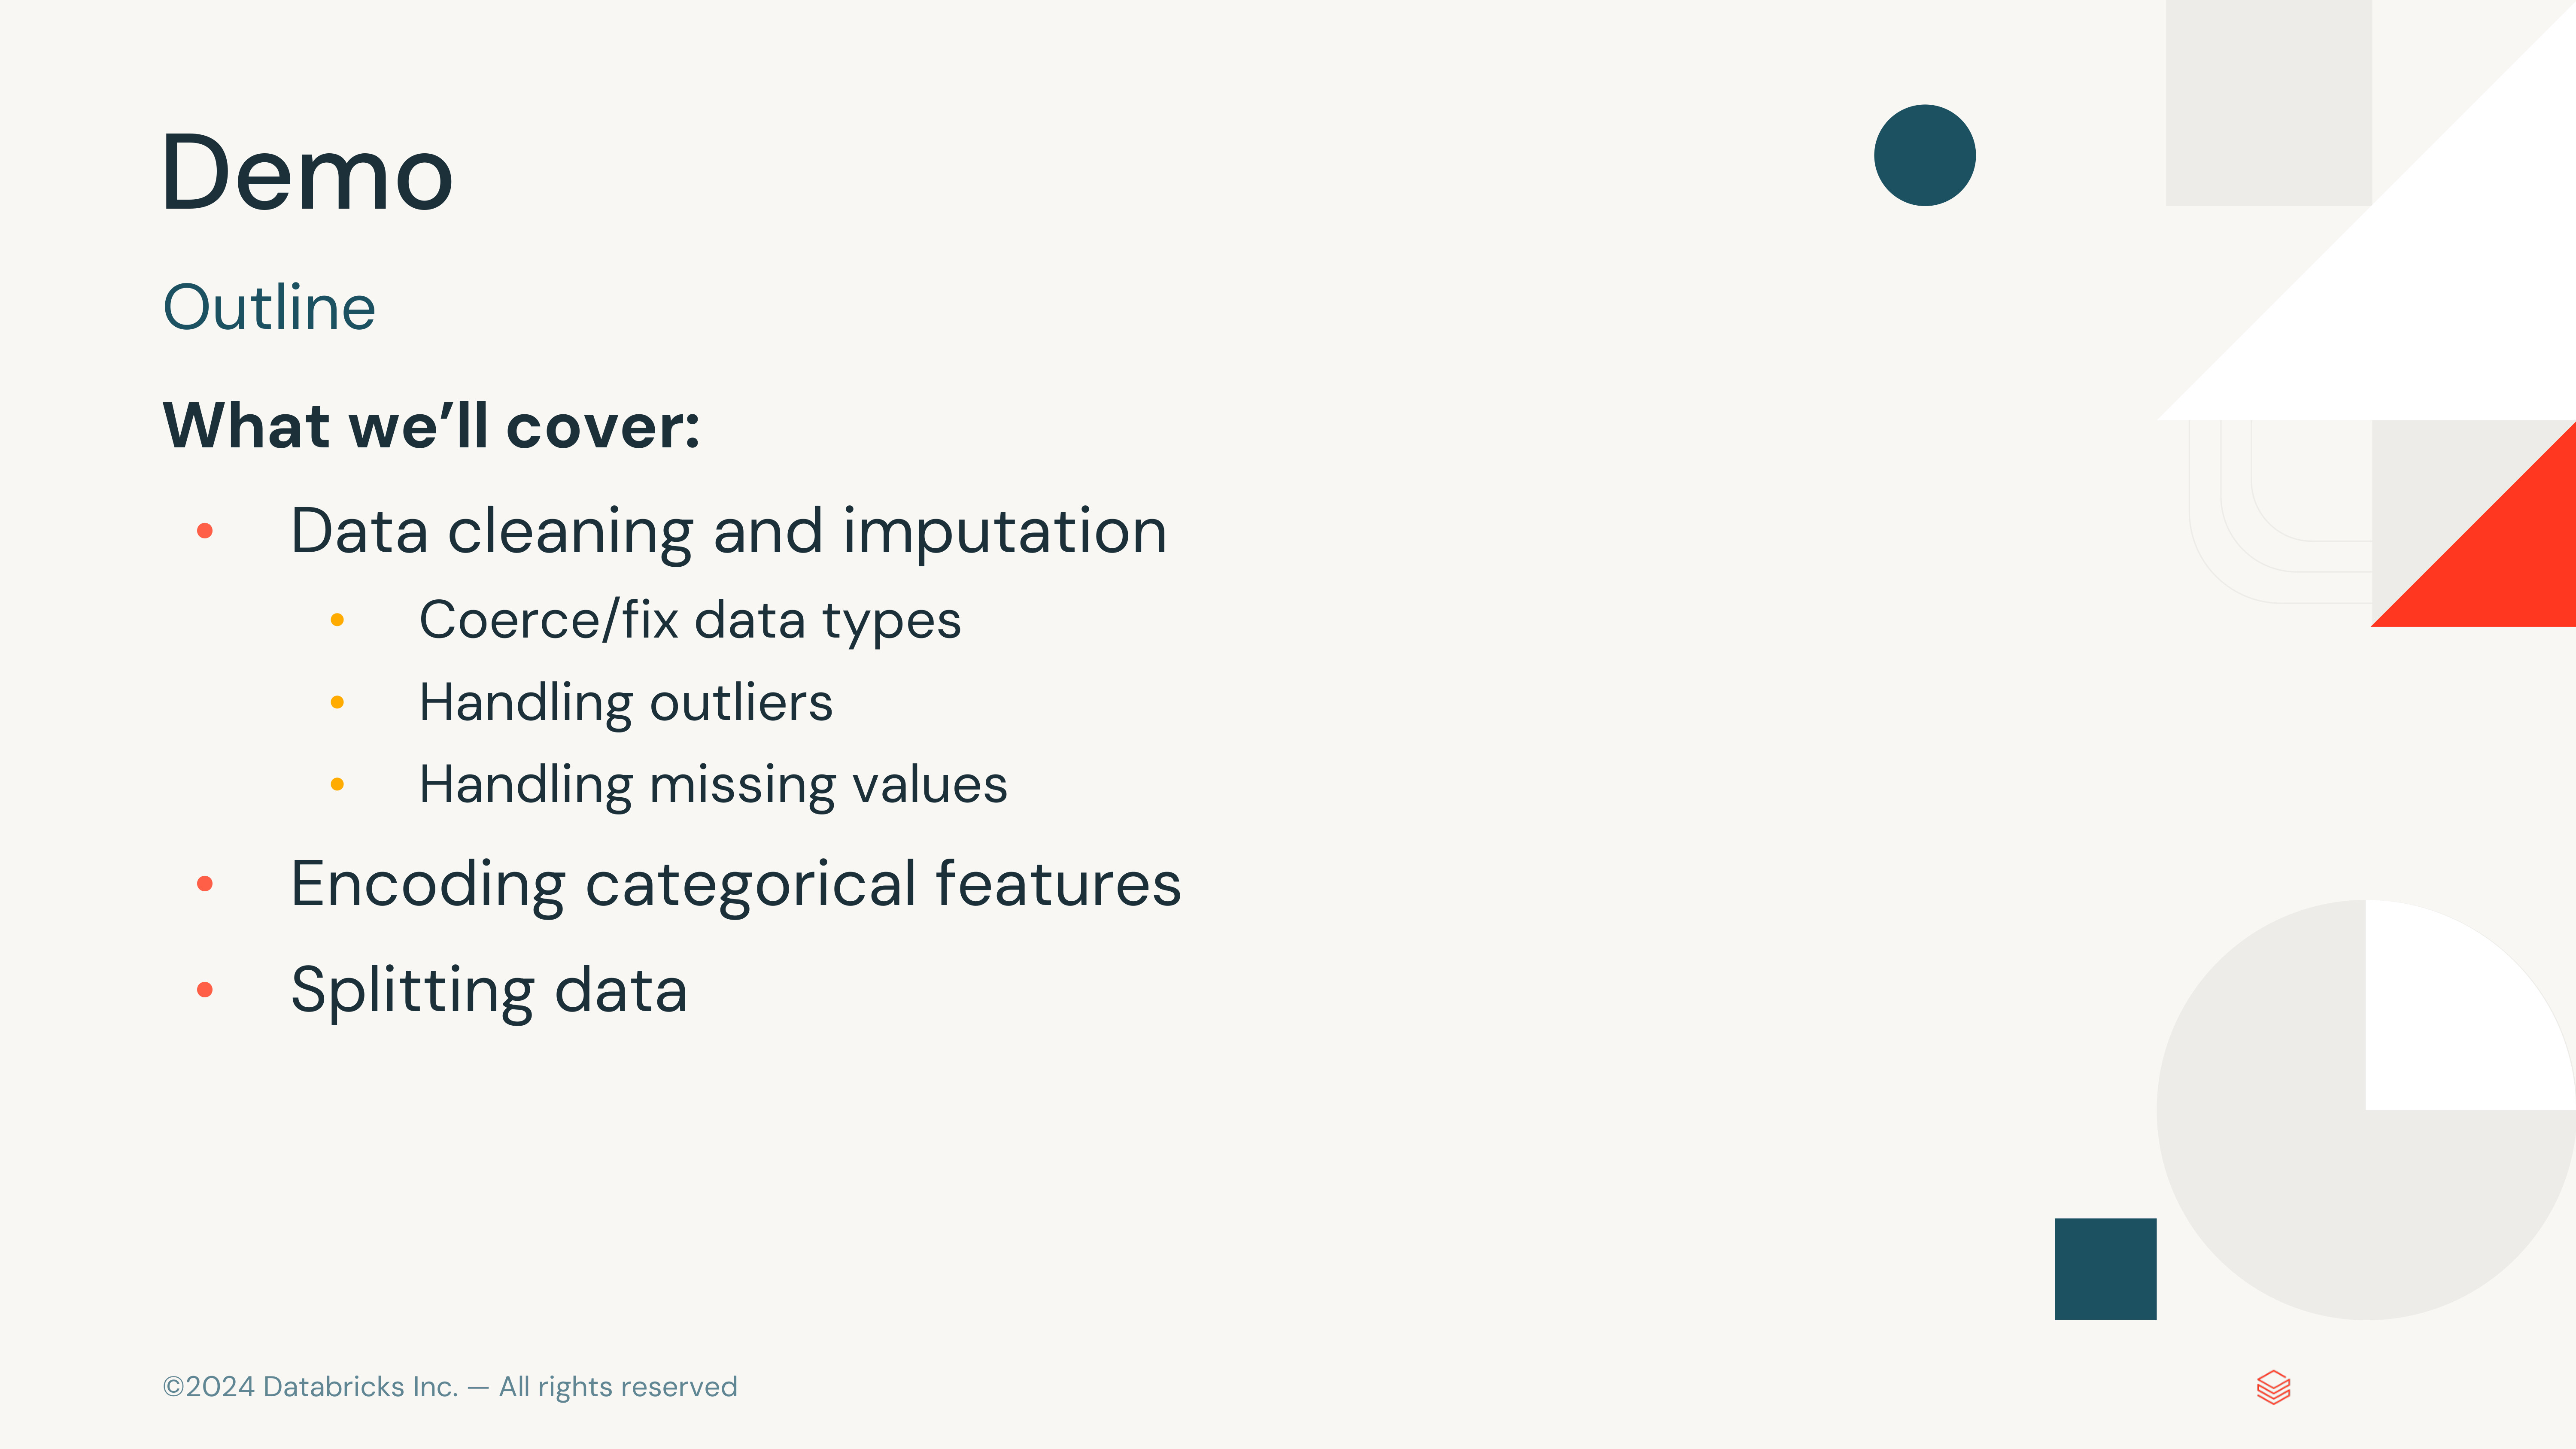 Demo
Outline
What we’ll cover:
• Data cleaning and imputation
• Coerce/fix data types
• Handling outliers
• Handling missing values
• Encoding categorical features
• Splitting data
©2024 Databricks Inc. — All rights reserved